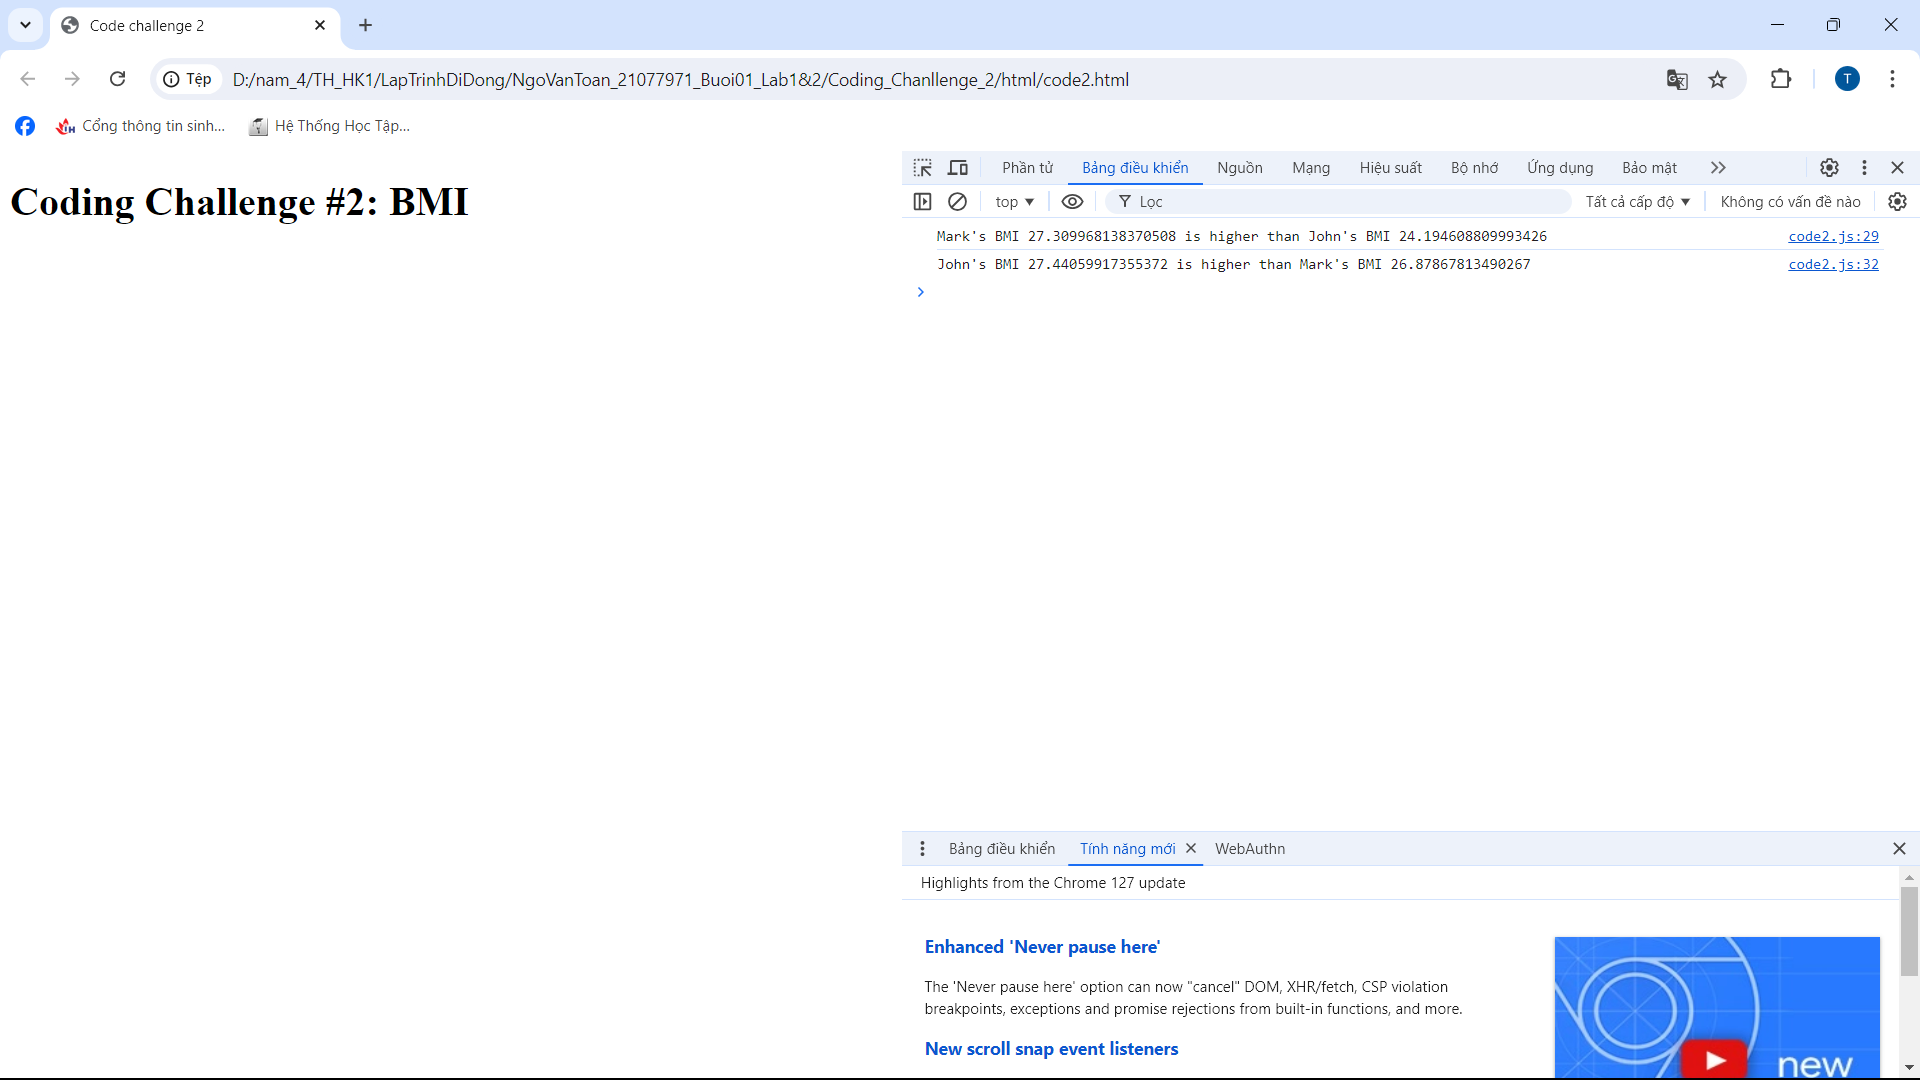 Code challenge 2
Tệp
D:/nam_4/TH_HK1/LapTrinhDiDong/NgoVanToan_21077971_Buoi01_Lab1&2/Coding_Chanllenge_2/html/code2.html
T
Cổng thông tin sinh...
Hệ Thống Học Tập...
Coding Challenge #2: BMI
Phần tử Bảng điều khiển Nguồn Mạng Hiệu suất Bộ nhớ Ứng dụng Bảo mật
top Lọc Tất cả cấp độ Không có vấn đề nào
Mark's BMI 27.309968138370508 is higher than John's BMI 24.194608809993426 code2.js:29
John's BMI 27.44059917355372 is higher than Mark's BMI 26.87867813490267 code2.js:32
Bảng điều khiển Tính năng mới WebAuthn
Highlights from the Chrome 127 update
Enhanced 'Never pause here'
The 'Never pause here' option can now "cancel" DOM, XHR/fetch, CSP violation
breakpoints, exceptions and promise rejections from built-in functions, and more.
New scroll snap event listeners
new